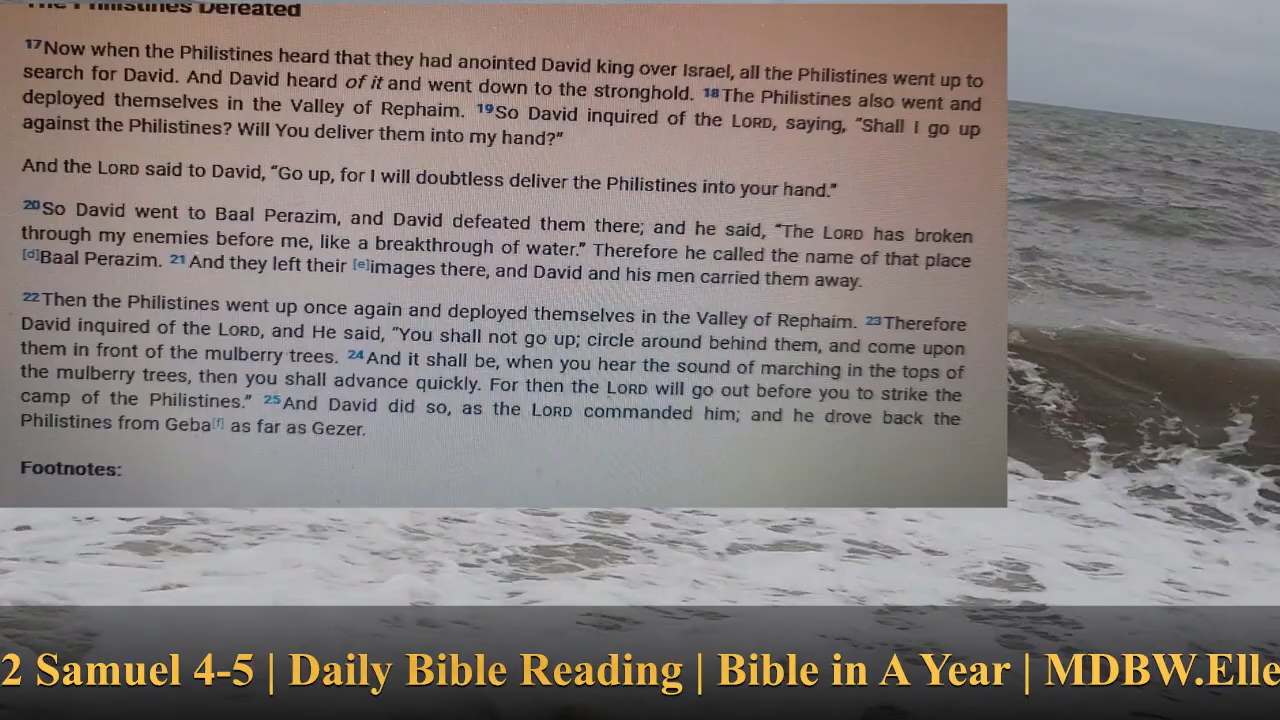 The Philistines Defeated
17Now when the Philistines heard that they had anointed David king over Israel, all the Philistines went up to
search for David. And David heard of it and went down to the stronghold. 18The Philistines also went and
deployed themselves in the Valley of Rephaim. 19So David inquired of the LORD, saying, “Shall I go up
against the Philistines? Will You deliver them into my hand?”
And the LORD said to David, “Go up, for I will doubtless deliver the Philistines into your hand.”
20So David went to Baal Perazim, and David defeated them there; and he said, “The LORD has broken
through my enemies before me, like a breakthrough of water.” Therefore he called the name of that place
[d]Baal Perazim. 21And they left their [e]images there, and David and his men carried them away.
22Then the Philistines went up once again and deployed themselves in the Valley of Rephaim. 23Therefore
David inquired of the LORD, and He said, “You shall not go up; circle around behind them, and come upon
them in front of the mulberry trees. 24And it shall be, when you hear the sound of marching in the tops of
the mulberry trees, then you shall advance quickly. For then the LORD will go out before you to strike the
camp of the Philistines.” 25And David did so, as the LORD commanded him; and he drove back the
Philistines from Geba[f] as far as Gezer.
Footnotes:
2 Samuel 4-5 | Daily Bible Reading | Bible in A Year | MDBW.Elle